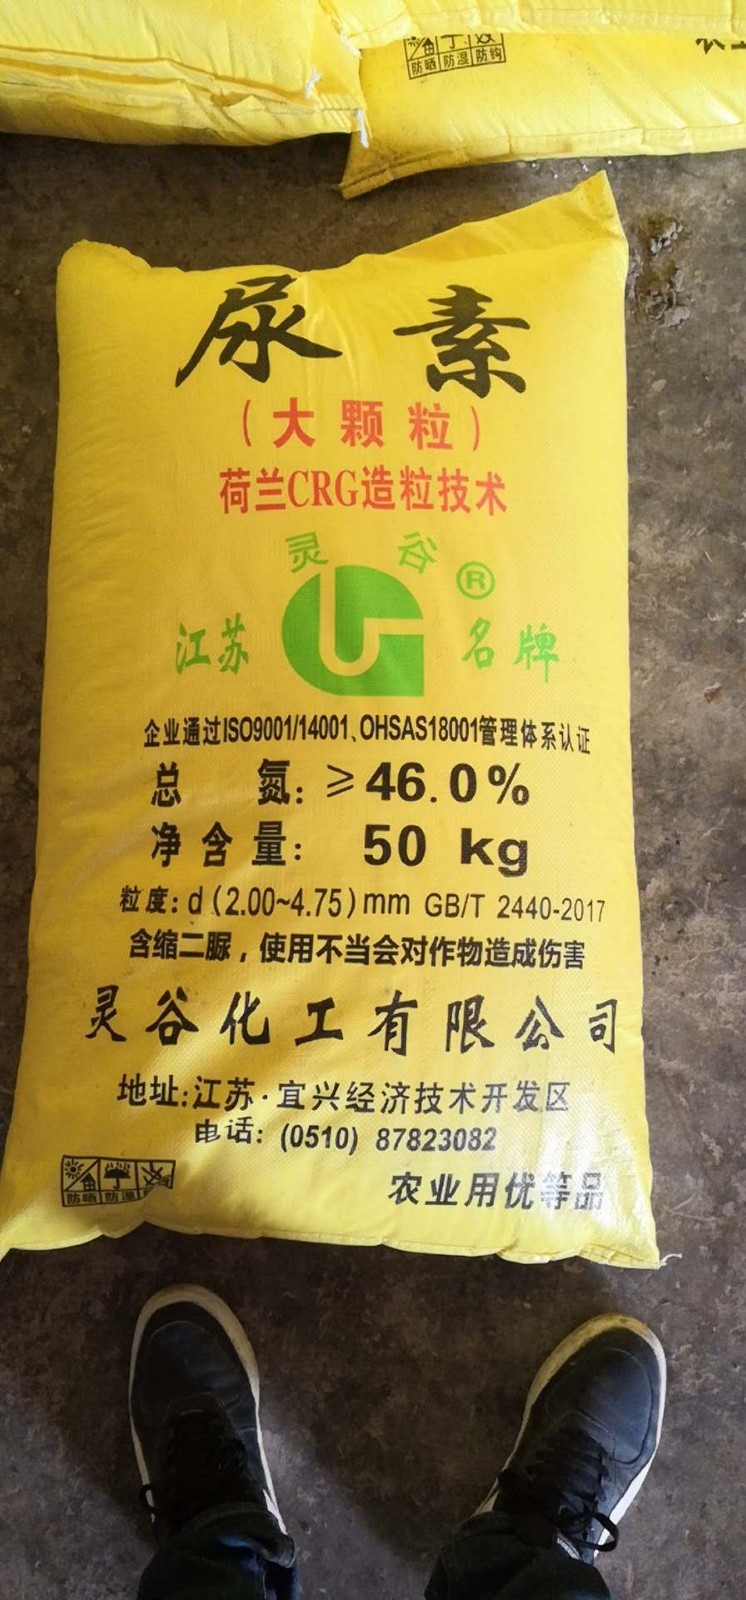 防晒 防湿 防钩
农业
尿素
(大颗粒)
荷兰CRG造粒技术
灵谷®
江苏 名牌
企业通过ISO9001/14001、OHSAS18001管理体系认证
总 氮: ≥46.0%
净含量: 50 kg
粒度: d (2.00~4.75) mm GB/T 2440-2017
含缩二脲，使用不当会对作物造成伤害
灵谷化工有限公司
地址:江苏·宜兴经济技术开发区
电话: (0510) 87823082
防晒 防湿
农业用优等品